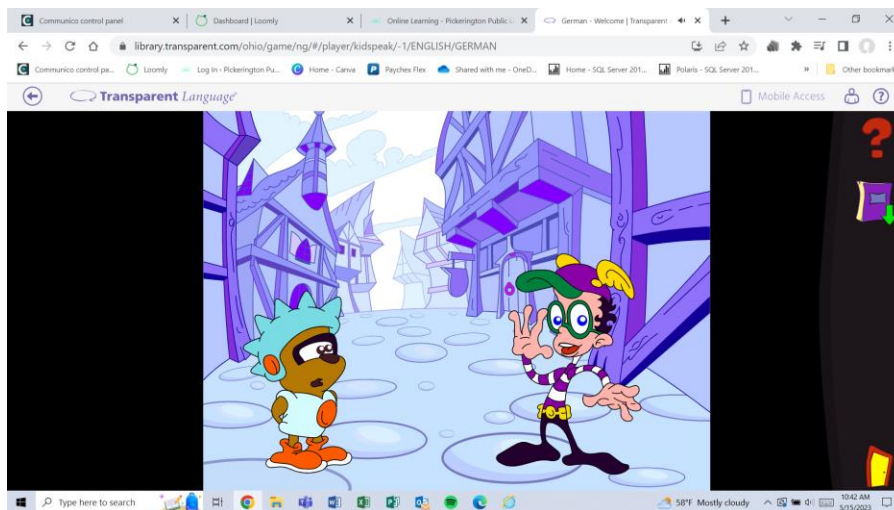 Communico control panel
Dashboard | Loomly
Online Learning - Pickerington Public
German - Welcome | Transparent
library.transparent.com/ohio/game/ng/#/player/kidspeak/-1/ENGLISH/GERMAN
Communico control pa... Loomly Log In - Pickerington Pu... Home - Canva Paychex Flex Shared with me - OneD... Home - SQL Server 201... Polaris - SQL Server 201... » Other bookmark
Transparent Language Mobile Access ?
?
Type here to search 58°F Mostly cloudy 10:42 AM
5/15/2023